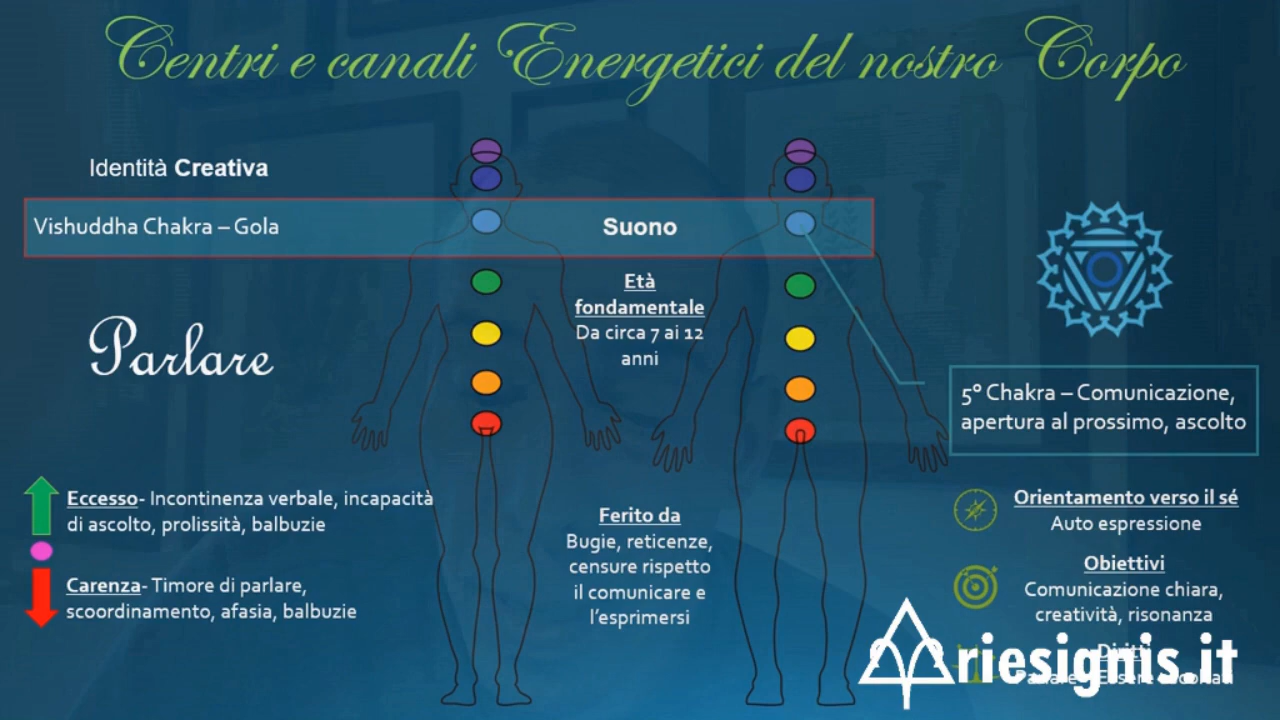 Centri e canali Energetici del nostro Corpo
Identità Creativa
Vishuddha Chakra – Gola
Suono
Età
fondamentale
Da circa 7 ai 12
anni
Parlare
5° Chakra – Comunicazione,
apertura al prossimo, ascolto
Eccesso- Incontinenza verbale, incapacità
di ascolto, prolissità, balbuzie
Carenza- Timore di parlare,
scoordinamento, afasia, balbuzie
Ferito da
Bugie, reticenze,
censure rispetto
il comunicare e
l'esprimersi
Orientamento verso il sé
Auto espressione
Obiettivi
Comunicazione chiara,
creatività, risonanza
riesignis.it